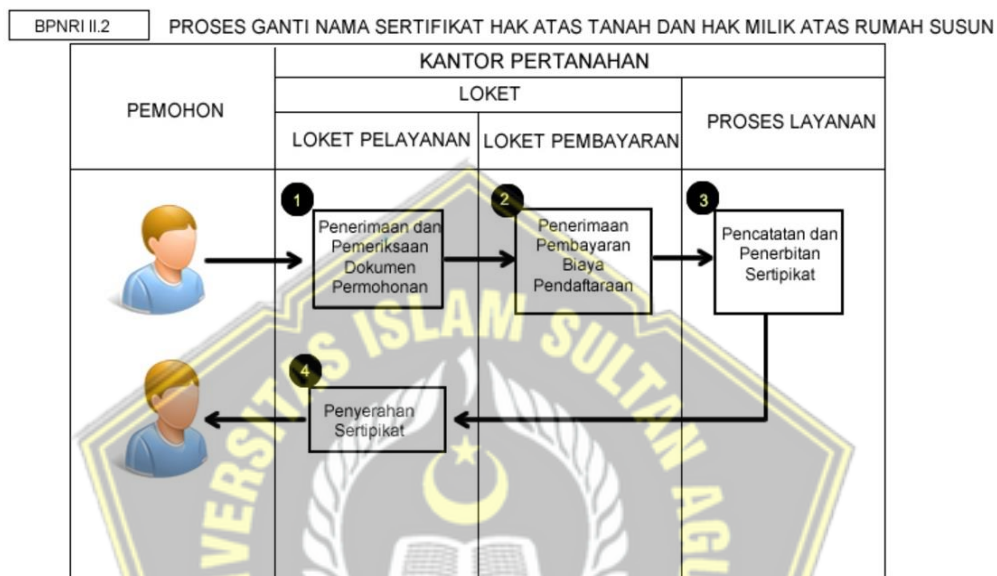 BPNRI II.2
PROSES GANTI NAMA SERTIFIKAT HAK ATAS TANAH DAN HAK MILIK ATAS RUMAH SUSUN
KANTOR PERTANAHAN
PEMOHON
LOKET
PROSES LAYANAN
LOKET PELAYANAN
LOKET PEMBAYARAN
1
Penerimaan dan
Pemeriksaan
Dokumen
Permohonan
2
Penerimaan
Pembayaran
Biaya
Pendaftaraan
3
Pencatatan dan
Penerbitan
Sertipikat
4
Penyerahan
Sertipikat